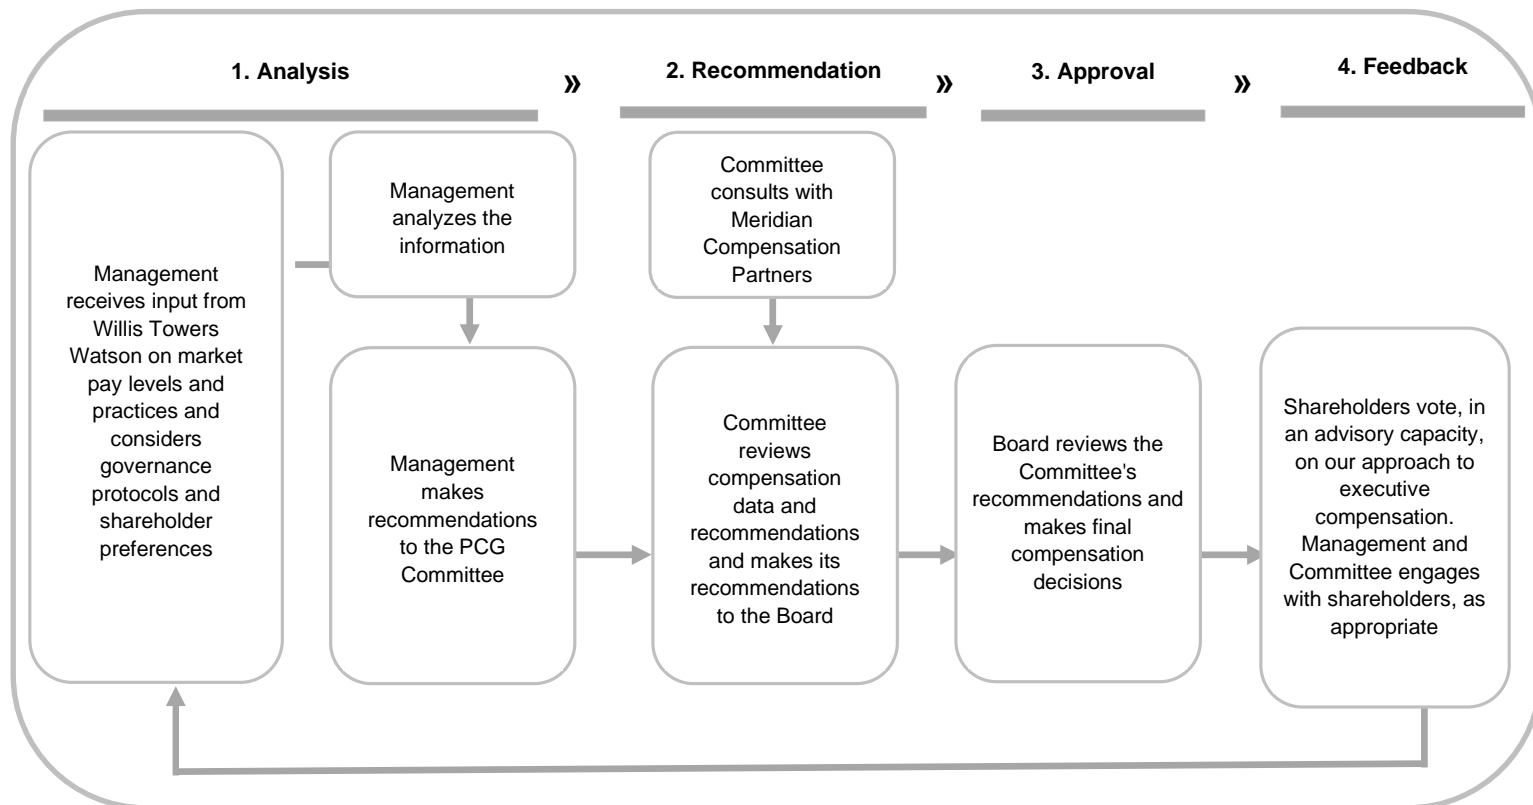 1. Analysis
»
2. Recommendation
»
3. Approval
»
4. Feedback
Management
receives input from
Willis Towers
Watson on market
pay levels and
practices and
considers
governance
protocols and
shareholder
preferences
Management
analyzes the
information
Management
makes
recommendations
to the PCG
Committee
Committee
consults with
Meridian
Compensation
Partners
Committee
reviews
compensation
data and
recommendations
and makes its
recommendations
to the Board
Board reviews the
Committee's
recommendations and
makes final
compensation
decisions
Shareholders vote, in
an advisory capacity,
on our approach to
executive
compensation.
Management and
Committee engages
with shareholders, as
appropriate